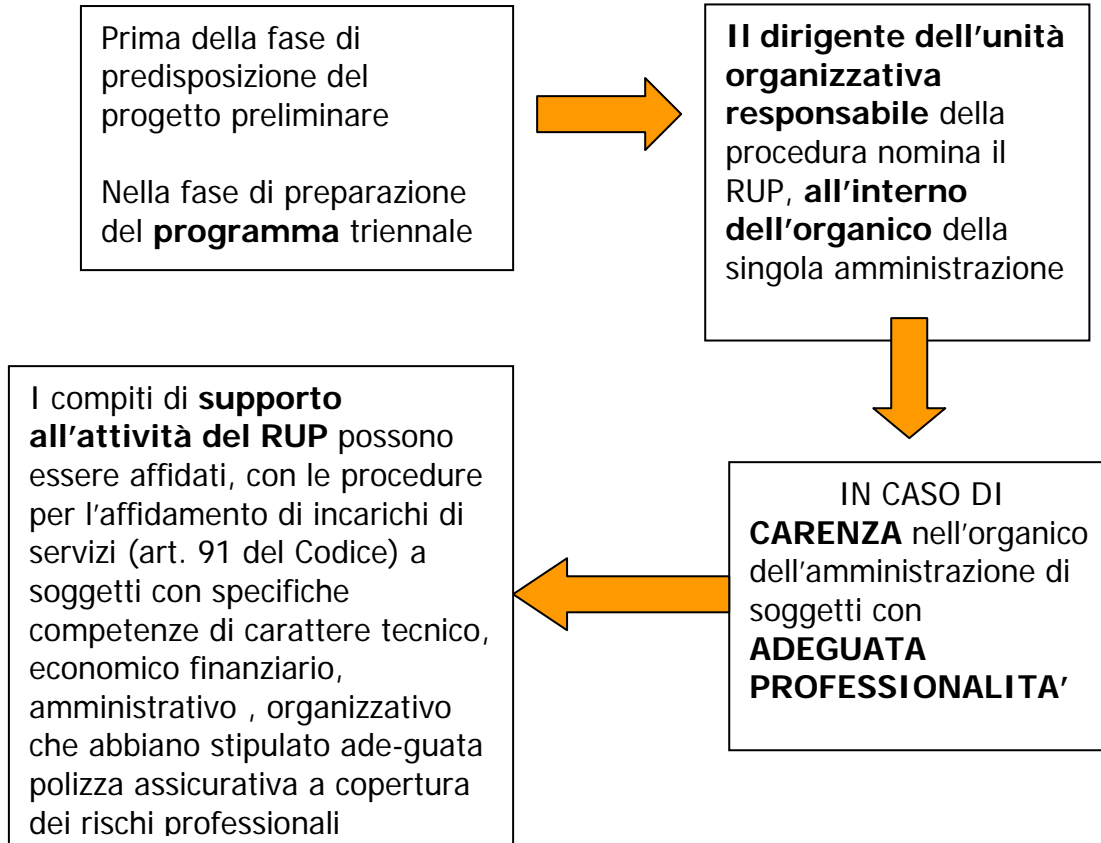 Prima della fase di
predisposizione del
progetto preliminare
Nella fase di preparazione
del programma triennale
Il dirigente dell'unità
organizzativa
responsabile della
procedura nomina il
RUP, all'interno
dell'organico della
singola amministrazione
IN CASO DI
CARENZA nell'organico
dell'amministrazione di
soggetti con
ADEGUATA
PROFESSIONALITA'
I compiti di supporto
all'attività del RUP possono
essere affidati, con le procedure
per l'affidamento di incarichi di
servizi (art. 91 del Codice) a
soggetti con specifiche
competenze di carattere tecnico,
economico finanziario,
amministrativo , organizzativo
che abbiano stipulato ade-guata
polizza assicurativa a copertura
dei rischi professionali